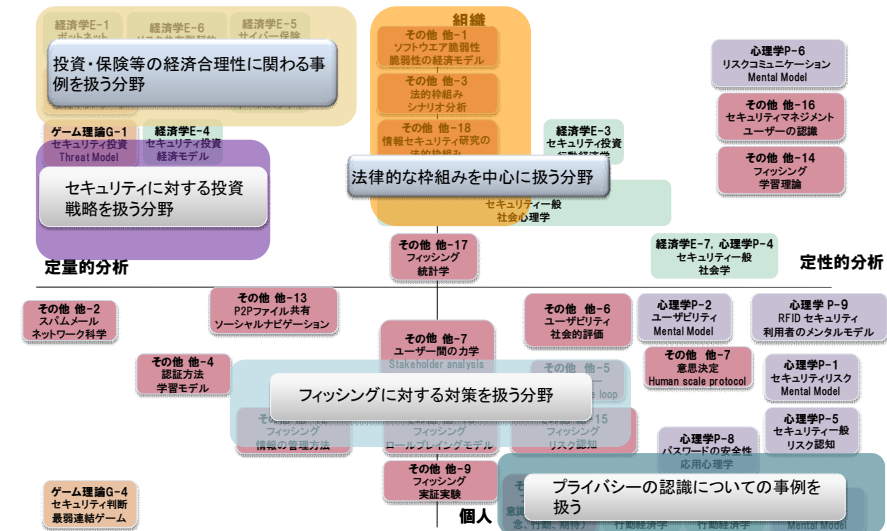 組織
経済学E-1
ボットネット
経済学E-6
経済学E-5
サイバー保険
投資・保険等の経済合理性に関わる事
例を扱う分野
その他 他-1
ソフトウエア脆弱性
脆弱性の経済モデル
その他 他-3
法的枠組み
シナリオ分析
その他 他-18
情報セキュリティ研究の
法的枠組み
心理学P-6
リスクコミュニケーション
Mental Model
その他 他-16
セキュリティマネジメント
ユーザーの認識
その他 他-14
フィッシング
学習理論
ゲーム理論G-1
セキュリティ投資
Threat Model
経済学E-4
セキュリティ投資
経済モデル
経済学E-3
セキュリティ投資
行動経済学
セキュリティに対する投資
戦略を扱う分野
法律的な枠組みを中心に扱う分野
セキュリティ一般
社会心理学
その他 他-17
フィッシング
統計学
経済学E-7, 心理学P-4
セキュリティ一般
社会学
定量的分析
定性的分析
その他 他-2
スパムメール
ネットワーク科学
その他 他-13
P2Pファイル共有
ソーシャルナビゲーション
その他 他-7
ユーザー間の力学
Stakeholder analysis
その他 他-6
ユーザビリティ
社会的評価
心理学P-2
ユーザビリティ
Mental Model
心理学 P-9
RFID セキュリティ
利用者のメンタルモデル
その他 他-4
認証方法
学習モデル
その他 他-5
loop
その他 他-7
意思決定
Human scale protocol
心理学P-1
セキュリティリスク
Mental Model
フィッシングに対する対策を扱う分野
フィッシング
情報の管理方法
フィッシング
ロールプレイングモデル
-15
フィッシング
リスク認知
心理学P-8
パスワードの安全性
応用心理学
心理学P-5
セキュリティ一般
リスク認知
その他 他-9
フィッシング
実証実験
ゲーム理論G-4
セキュリティ判断
最弱連結ゲーム
個人
プライバシーの認識についての事例を
扱う
念、行動、期待)
行動経済学
行動経済学
Mental Model